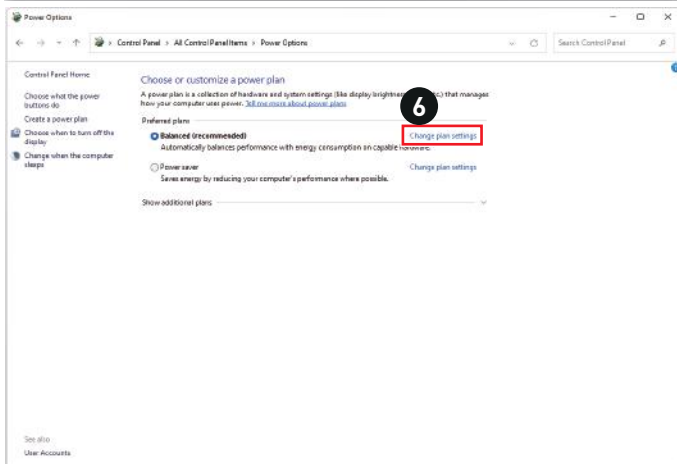 Power Options
Control Panel > All Control Panel Items > Power Options
Search Control Panel
Control Panel Home
Choose what the power buttons do
Create a power plan
Choose when to turn off the display
Change when the computer sleeps
Choose or customize a power plan
A power plan is a collection of hardware and system settings (like display brightness, etc.) that manages
how your computer uses power. Tell me more about power plans
6
Preferred plans
Balanced (recommended) Change plan settings
Automatically balances performance with energy consumption on capable hardware.
Power saver Change plan settings
Saves energy by reducing your computer's performance where possible.
Show additional plans
See also
User Accounts